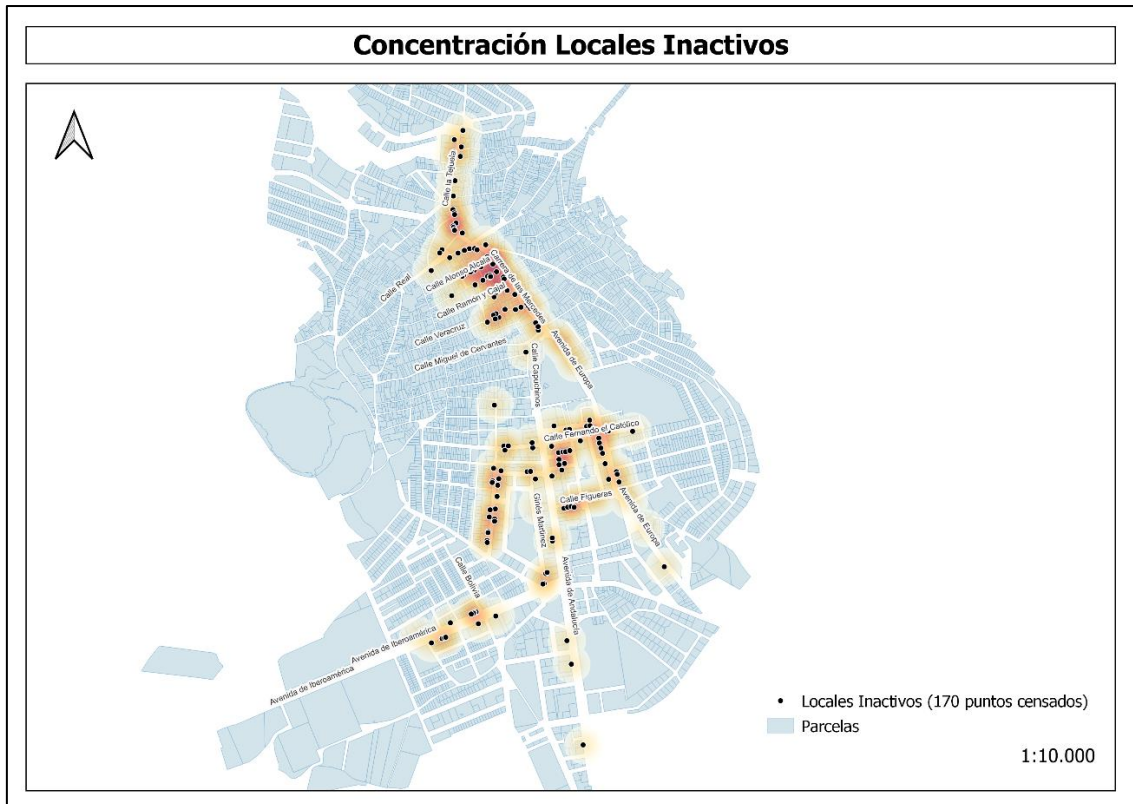 Concentración Locales Inactivos
Calle la Tejuela
Calle Real
Calle Alonso Alcalá
Carrera de las Mercedes
Calle Ramón y Cajal
Calle Veracruz
Calle Miguel de Cervantes
Avenida de Europa
Calle Capuchinos
Calle Fernando el Católico
Calle Figueras
Ginés Martínez
Avenida de Europa
Calle Bolivia
Avenida de Andalucía
Avenida de Iberoamérica
Avenida de Iberoamérica
Locales Inactivos (170 puntos censados)
Parcelas
1:10.000